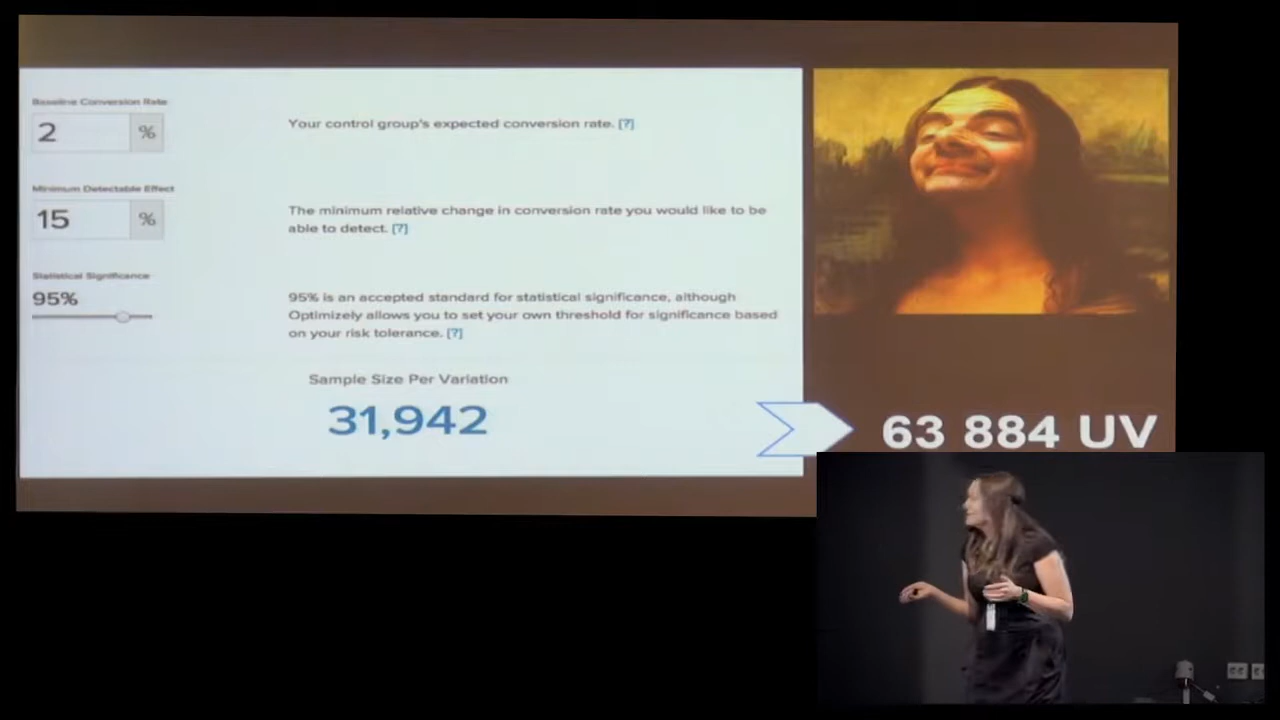 Baseline Conversion Rate
2 %
Your control group's expected conversion rate. [?]
Minimum Detectable Effect
15 %
The minimum relative change in conversion rate you would like to be
able to detect. [?]
Statistical Significance
95%
95% is an accepted standard for statistical significance, although
Optimizely allows you to set your own threshold for significance based
on your risk tolerance. [?]
Sample Size Per Variation
31,942
63 884 UV